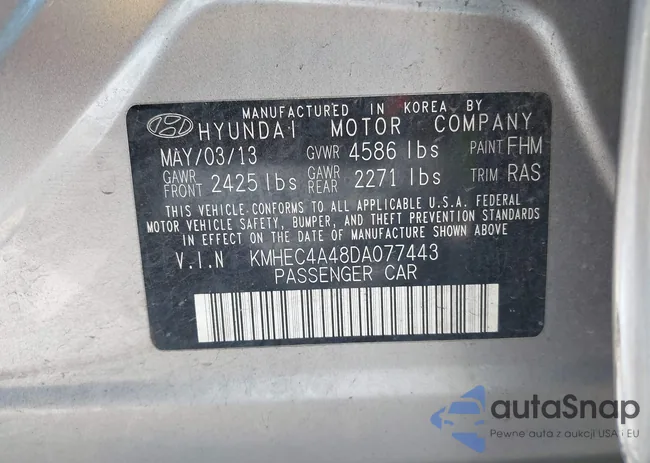 MANUFACTURED IN KOREA BY
HYUNDAI MOTOR COMPANY
MAY/03/13 GVWR 4586 lbs PAINT FHM
GAWR FRONT 2425 lbs GAWR REAR 2271 lbs TRIM RAS
THIS VEHICLE CONFORMS TO ALL APPLICABLE U.S.A. FEDERAL
MOTOR VEHICLE SAFETY, BUMPER, AND THEFT PREVENTION STANDARDS
IN EFFECT ON THE DATE OF MANUFACTURE SHOWN ABOVE
V.I.N KMHEC4A48DA077443
PASSENGER CAR
autaSnap
Pewne auta z aukcji USA i EU